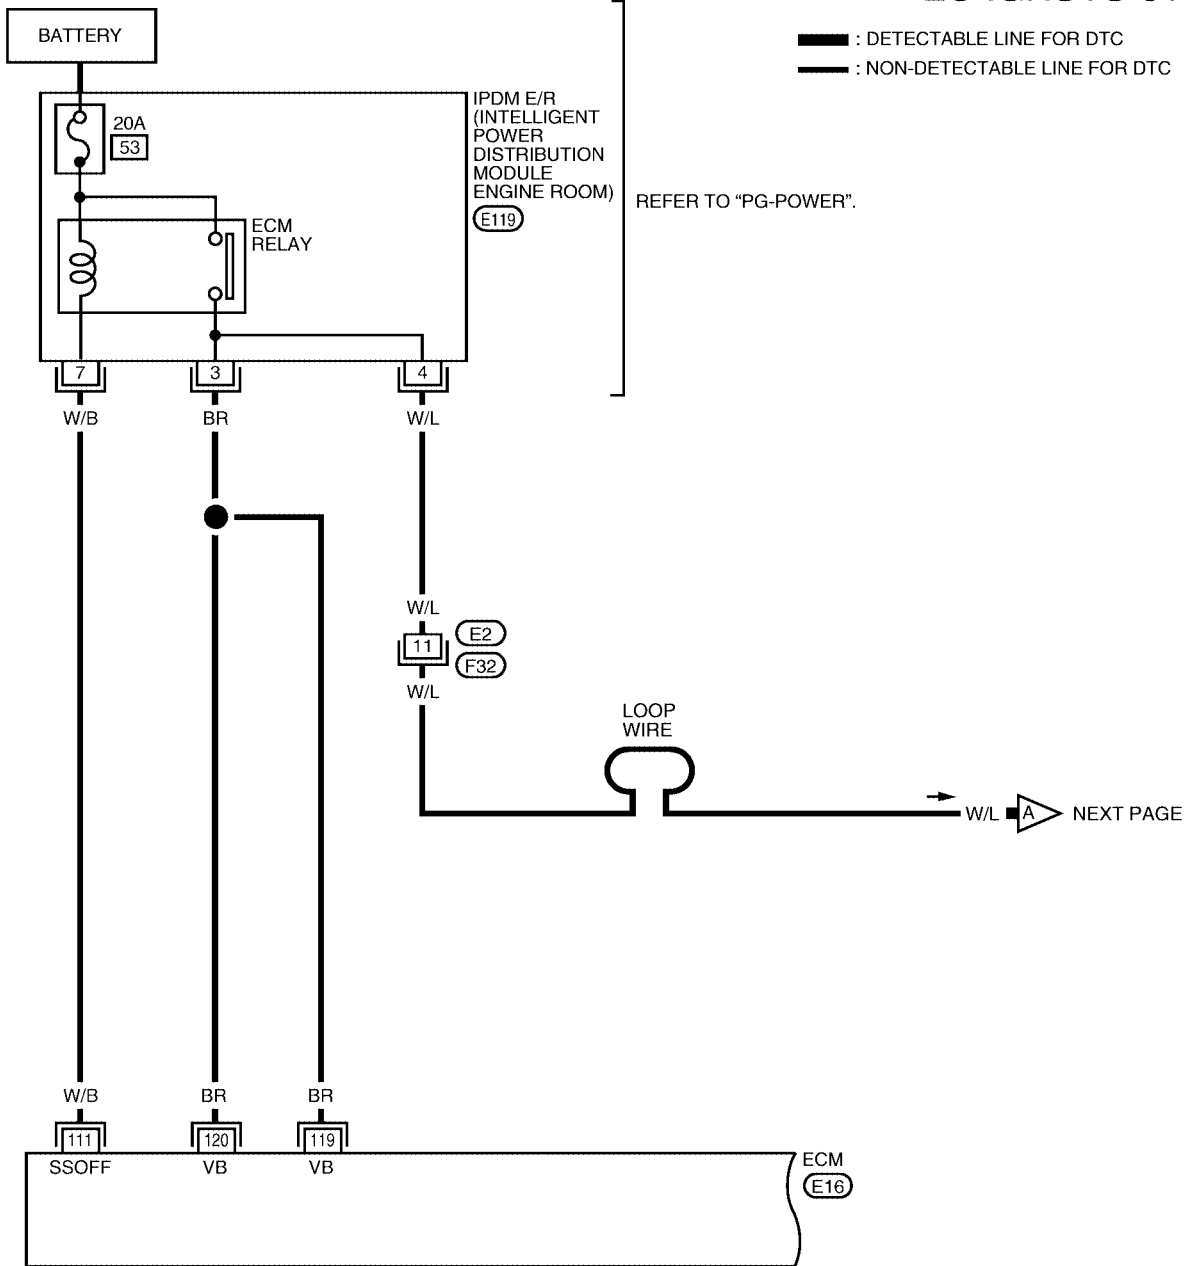 BATTERY
: DETECTABLE LINE FOR DTC
: NON-DETECTABLE LINE FOR DTC
20A
53
IPDM E/R
(INTELLIGENT
POWER
DISTRIBUTION
MODULE
ENGINE ROOM)
E119
REFER TO “PG-POWER”.
ECM
RELAY
7
3
4
W/B
BR
W/L
W/L
11
E2
F32
W/L
LOOP
WIRE
W/L
A
NEXT PAGE
W/B
BR
BR
111
120
119
SSOFF
VB
VB
ECM
E16